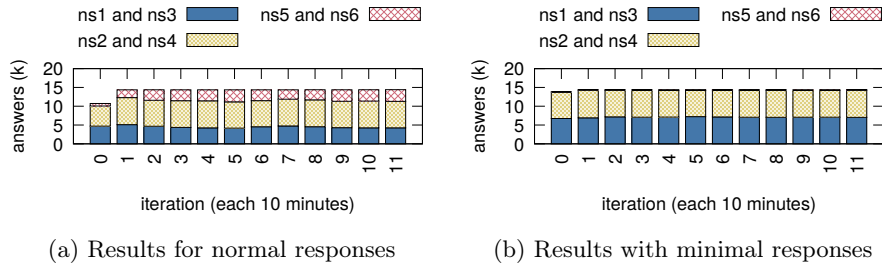 ns1 and ns3
ns5 and ns6
ns2 and ns4
answers (k)
20
15
10
5
0
0 1 2 3 4 5 6 7 8 9 10 11
iteration (each 10 minutes)
(a) Results for normal responses
ns1 and ns3
ns5 and ns6
ns2 and ns4
answers (k)
20
15
10
5
0
0 1 2 3 4 5 6 7 8 9 10 11
iteration (each 10 minutes)
(b) Results with minimal responses